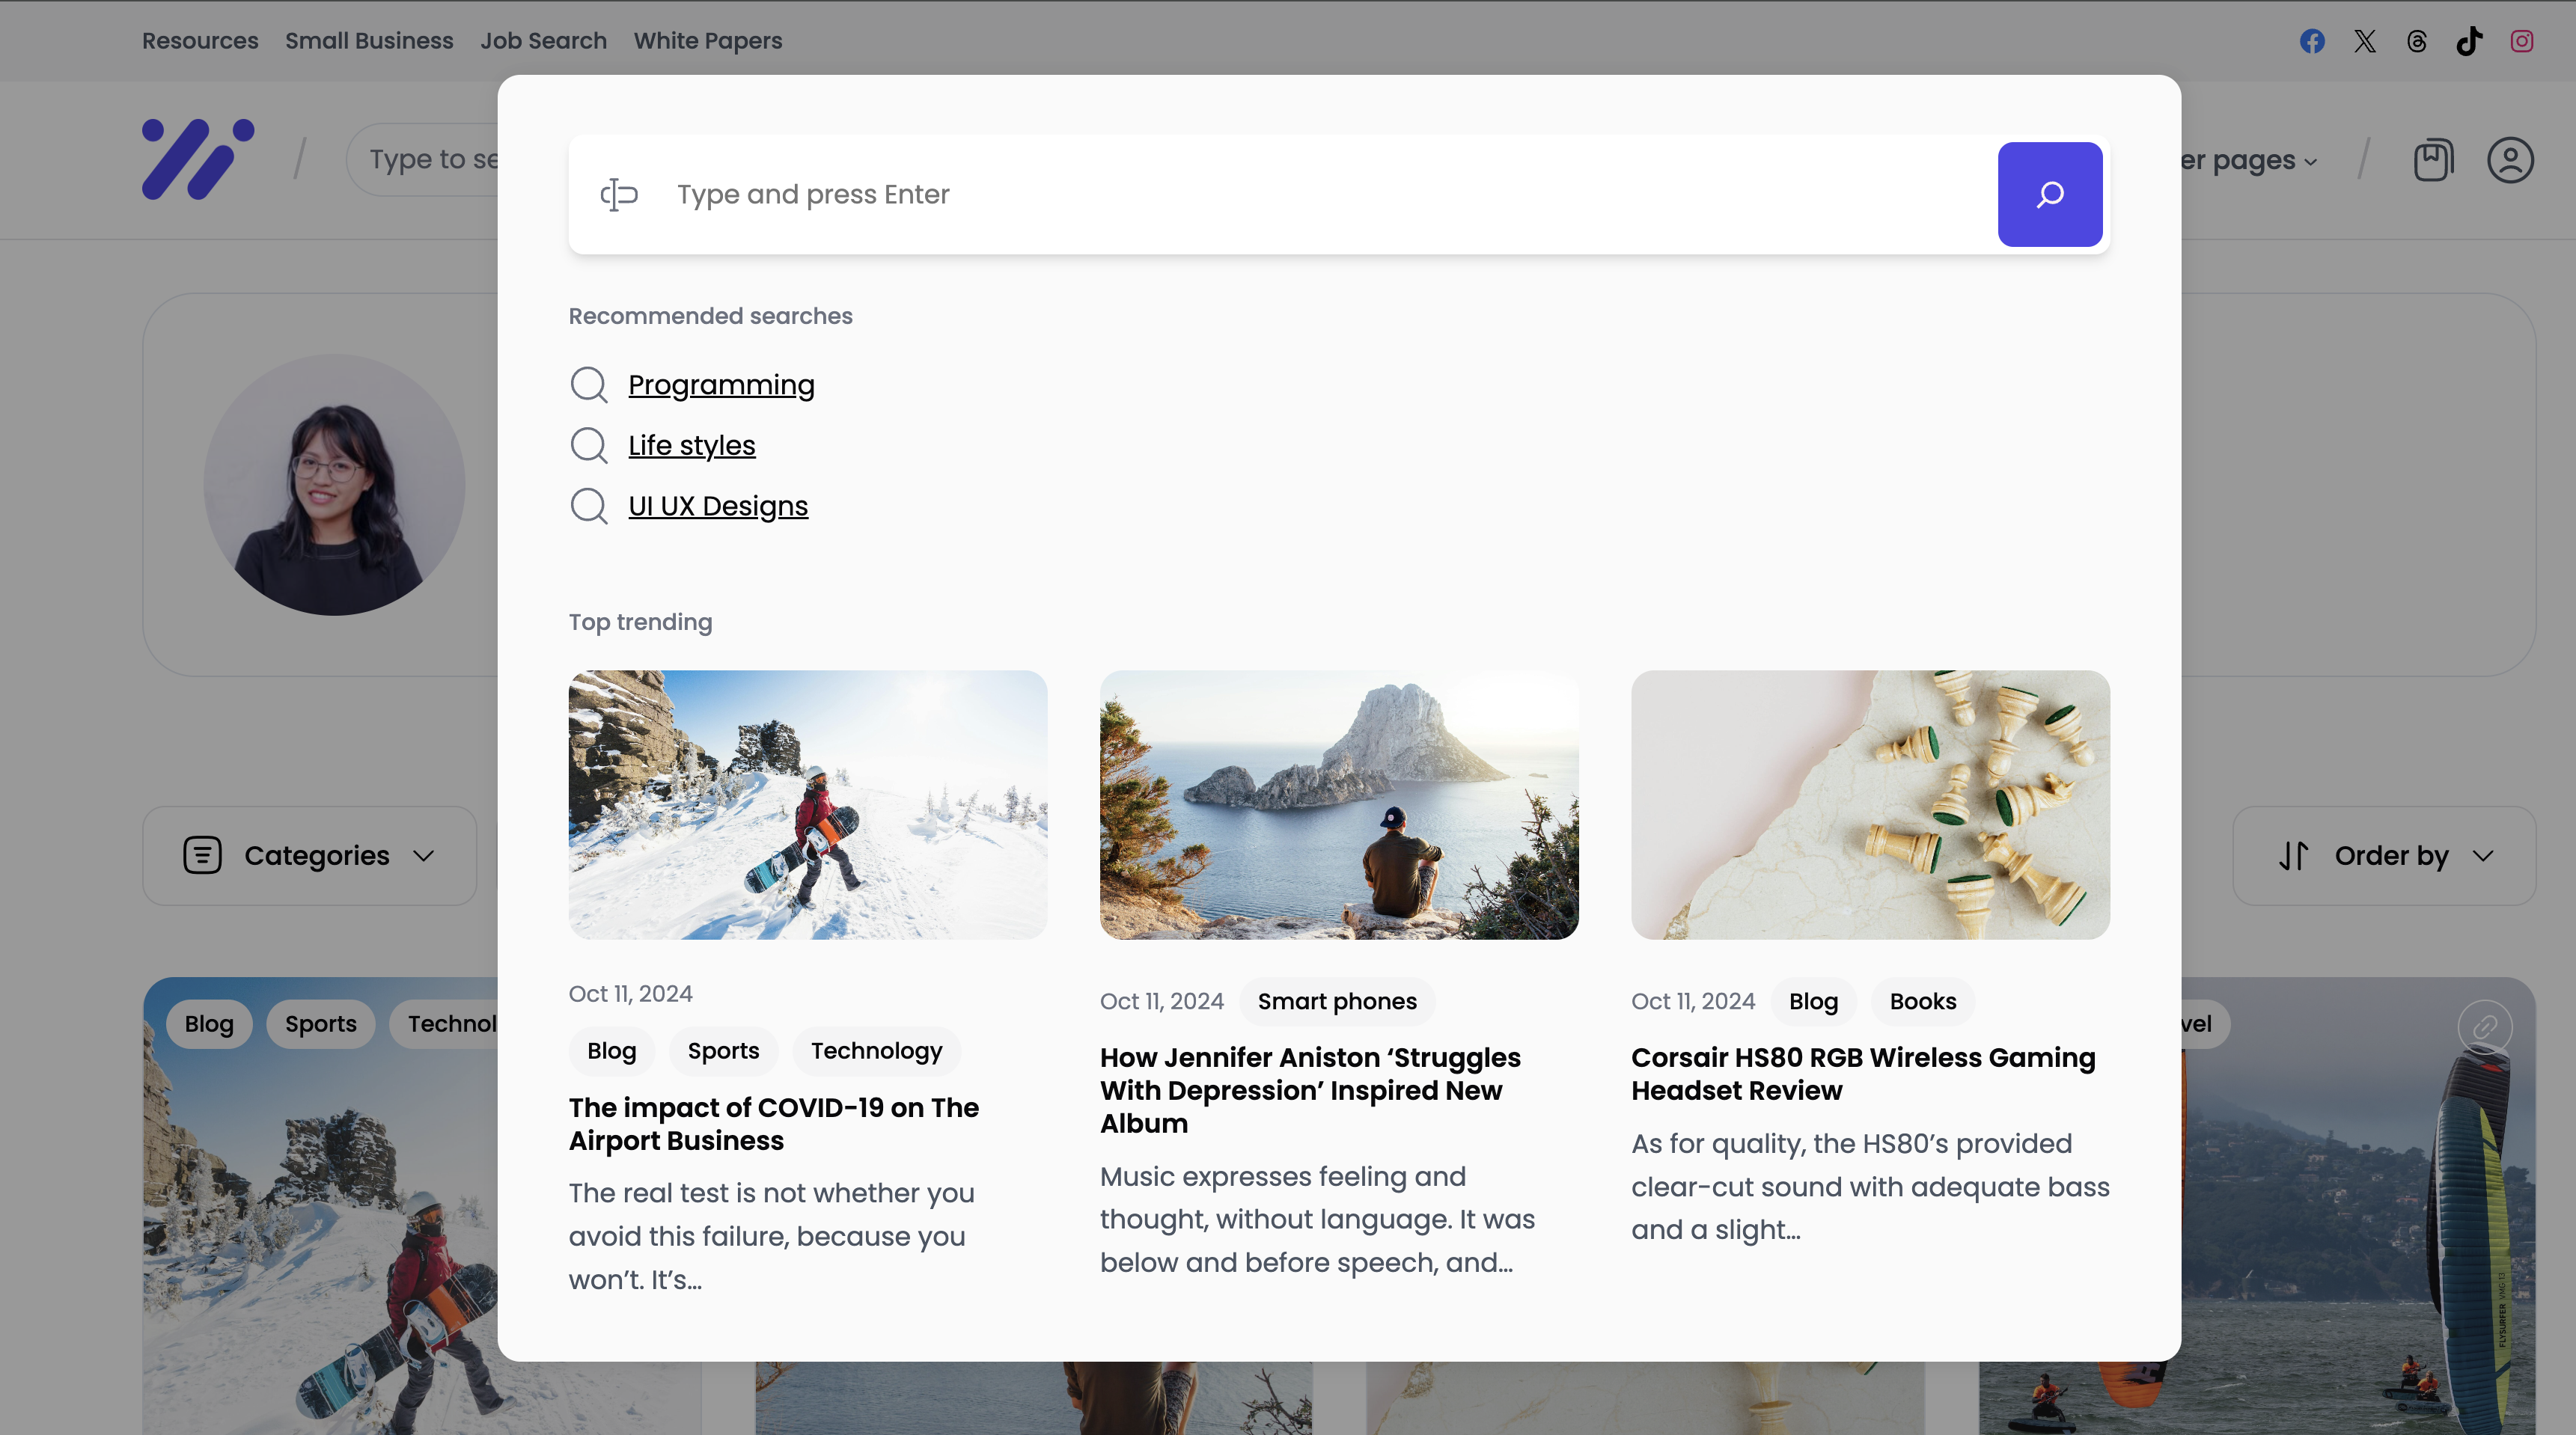 Resources Small Business Job Search White Papers
Type to se
er pages
Type and press Enter
Recommended searches
Programming
Life styles
UI UX Designs
Top trending
Categories
Order by
Oct 11, 2024
Blog Sports Technology
The impact of COVID-19 on The
Airport Business
The real test is not whether you
avoid this failure, because you
won’t. It’s...
Oct 11, 2024 Smart phones
How Jennifer Aniston ‘Struggles
With Depression’ Inspired New
Album
Music expresses feeling and
thought, without language. It was
below and before speech, and...
Oct 11, 2024 Blog Books
Corsair HS80 RGB Wireless Gaming
Headset Review
As for quality, the HS80’s provided
clear-cut sound with adequate bass
and a slight...
Blog Sports Technol
vel
FLYSURFER VMG 13